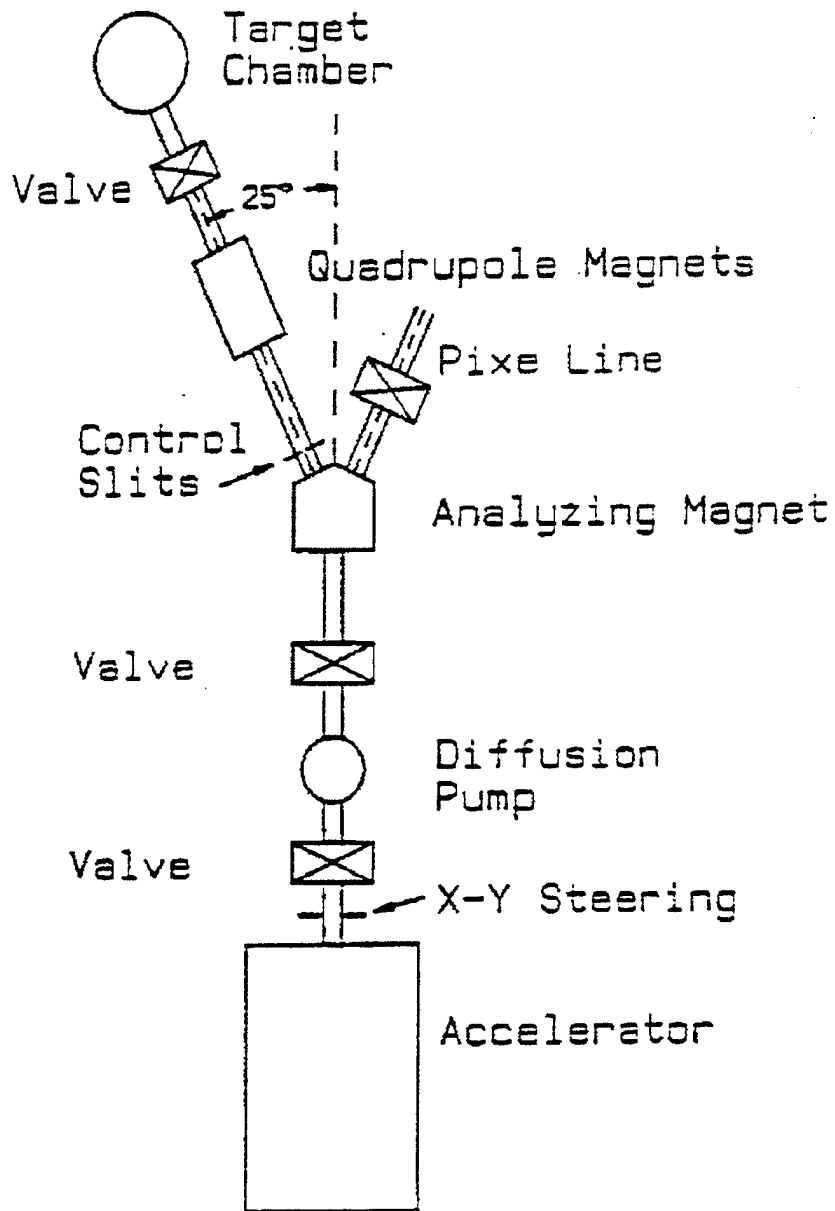 Target
Chamber
Valve
25°
Quadrupole Magnets
Pixe Line
Control
Slits
Analyzing Magnet
Valve
Diffusion
Pump
Valve
X-Y Steering
Accelerator